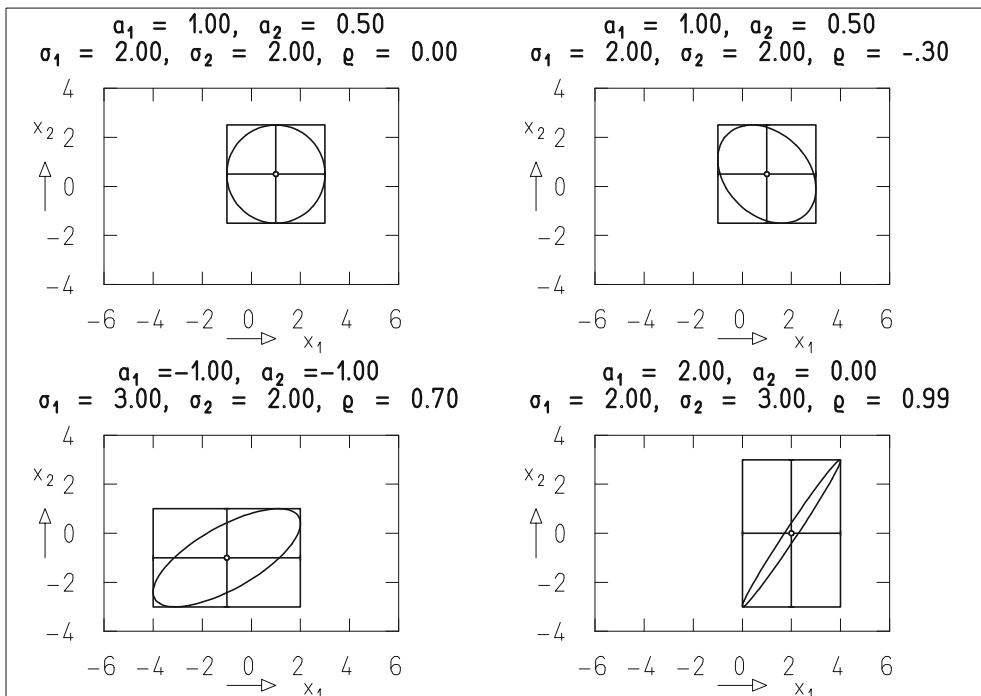 a1 = 1.00, a2 = 0.50
σ1 = 2.00, σ2 = 2.00, ϱ = 0.00
4
x2 2
0
−2
−4
−6 −4 −2 0 2 4 6
x1
a1 = 1.00, a2 = 0.50
σ1 = 2.00, σ2 = 2.00, ϱ = -.30
4
x2 2
0
−2
−4
−6 −4 −2 0 2 4 6
x1
a1 =−1.00, a2 =−1.00
σ1 = 3.00, σ2 = 2.00, ϱ = 0.70
4
x2 2
0
−2
−4
−6 −4 −2 0 2 4 6
x1
a1 = 2.00, a2 = 0.00
σ1 = 2.00, σ2 = 3.00, ϱ = 0.99
4
x2 2
0
−2
−4
−6 −4 −2 0 2 4 6
x1